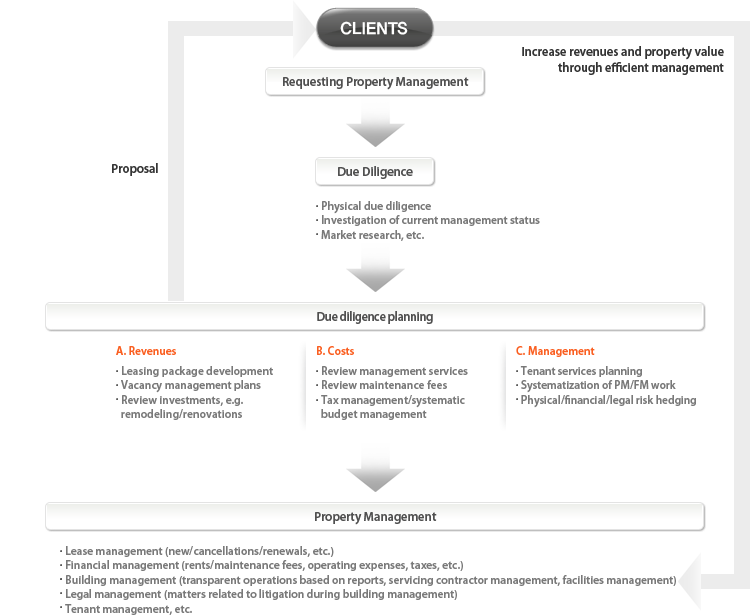 CLIENTS
Increase revenues and property value
through efficient management
Requesting Property Management
Proposal
Due Diligence
· Physical due diligence
· Investigation of current management status
· Market research, etc.
Due diligence planning
A. Revenues
· Leasing package development
· Vacancy management plans
· Review investments, e.g.
remodeling/renovations
B. Costs
· Review management services
· Review maintenance fees
· Tax management/systematic
budget management
C. Management
· Tenant services planning
· Systematization of PM/FM work
· Physical/financial/legal risk hedging
Property Management
· Lease management (new/cancellations/renewals, etc.)
· Financial management (rents/maintenance fees, operating expenses, taxes, etc.)
· Building management (transparent operations based on reports, servicing contractor management, facilities management)
· Legal management (matters related to litigation during building management)
· Tenant management, etc.